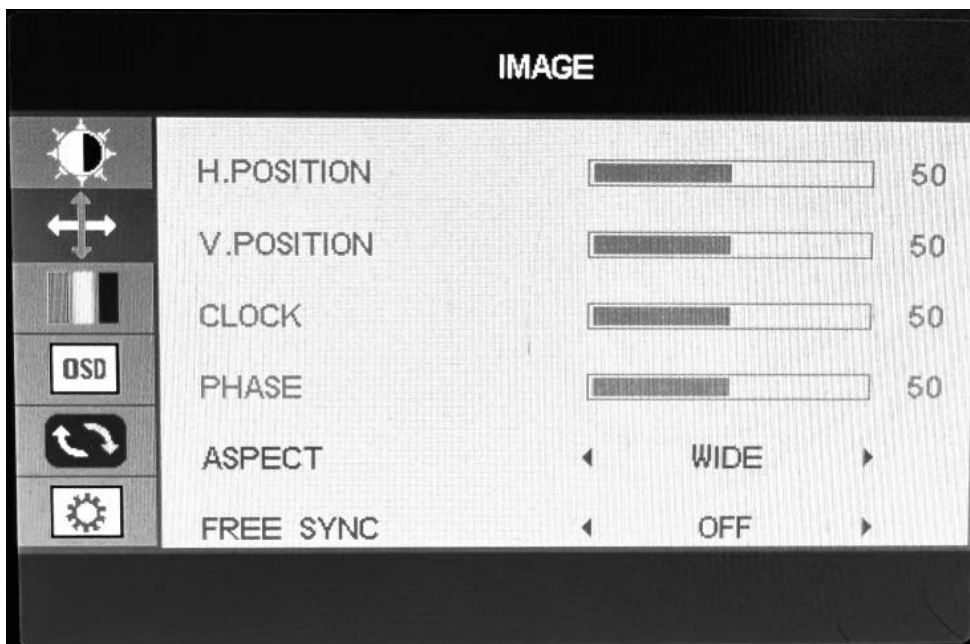 IMAGE
H.POSITION 50
V.POSITION 50
CLOCK 50
PHASE 50
OSD
ASPECT WIDE
FREE SYNC OFF